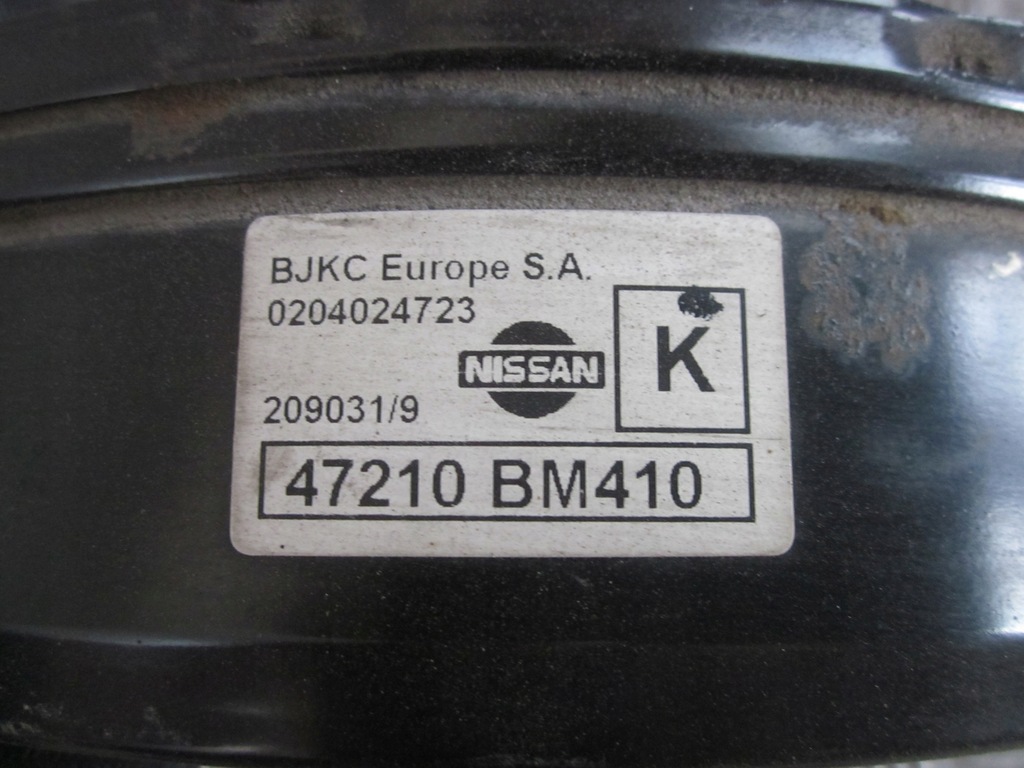 BJKC Europe S.A.
0204024723
NISSAN
K
209031/9
47210 BM410